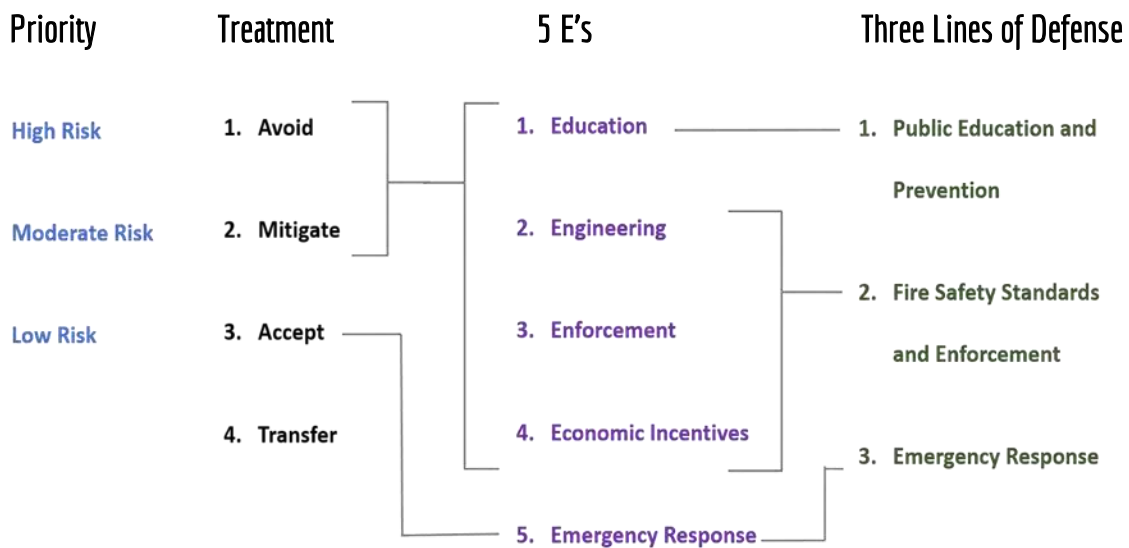 Priority
Treatment
5 E's
Three Lines of Defense
High Risk
1. Avoid
1. Education
1. Public Education and
Prevention
Moderate Risk
2. Mitigate
2. Engineering
2. Fire Safety Standards
and Enforcement
Low Risk
3. Accept
3. Enforcement
4. Transfer
4. Economic Incentives
3. Emergency Response
5. Emergency Response